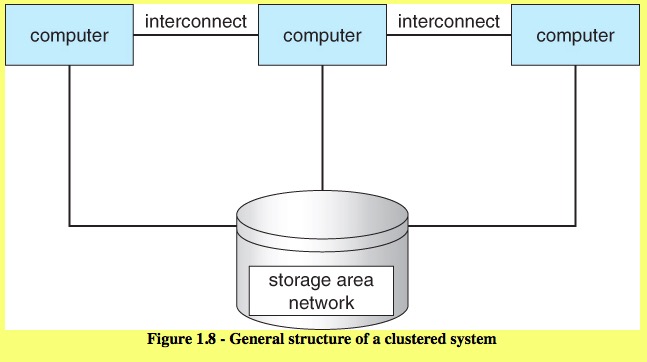 interconnect
interconnect
computer
computer
computer
storage area
network
Figure 1.8 - General structure of a clustered system